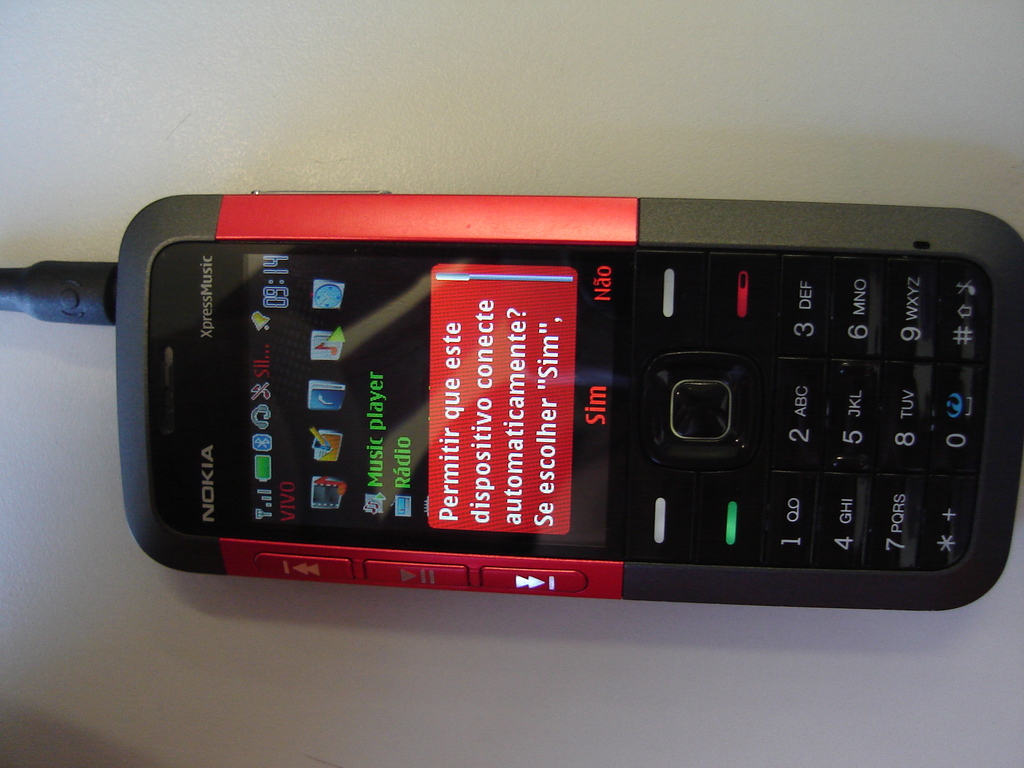 NOKIA
XpressMusic
Sil...
VIVO
09:14
Music player
Rádio
Permitir que este
dispositivo conecte
automaticamente?
Se escolher "Sim",
Sim
Não
1
2 ABC
3 DEF
4 GHI
5 JKL
6 MNO
7 PQRS
8 TUV
9 WXYZ
* +
0
#